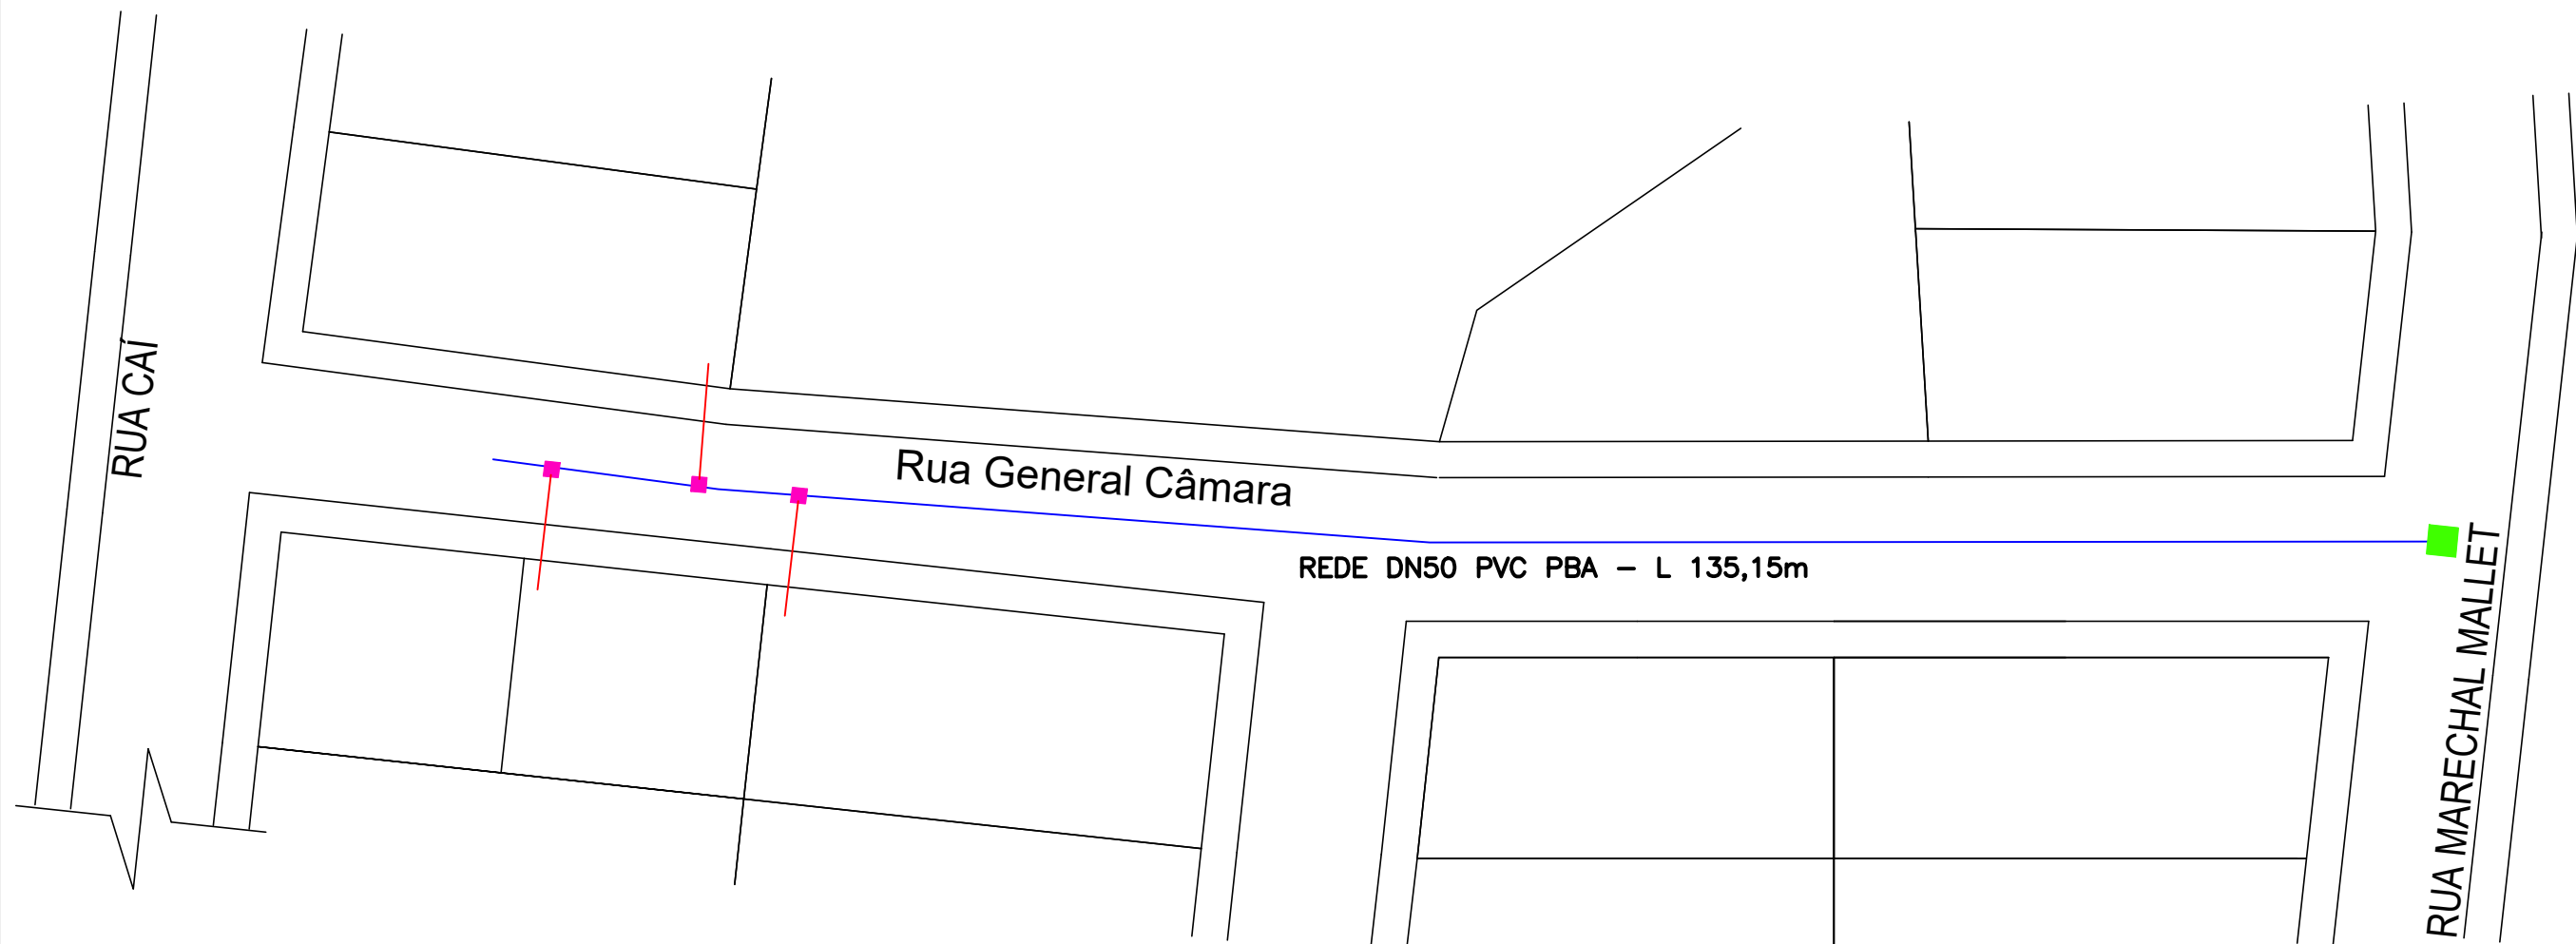 RUA CAÍ
Rua General Câmara
REDE DN50 PVC PBA – L 135,15m
RUA MARECHAL MALLET